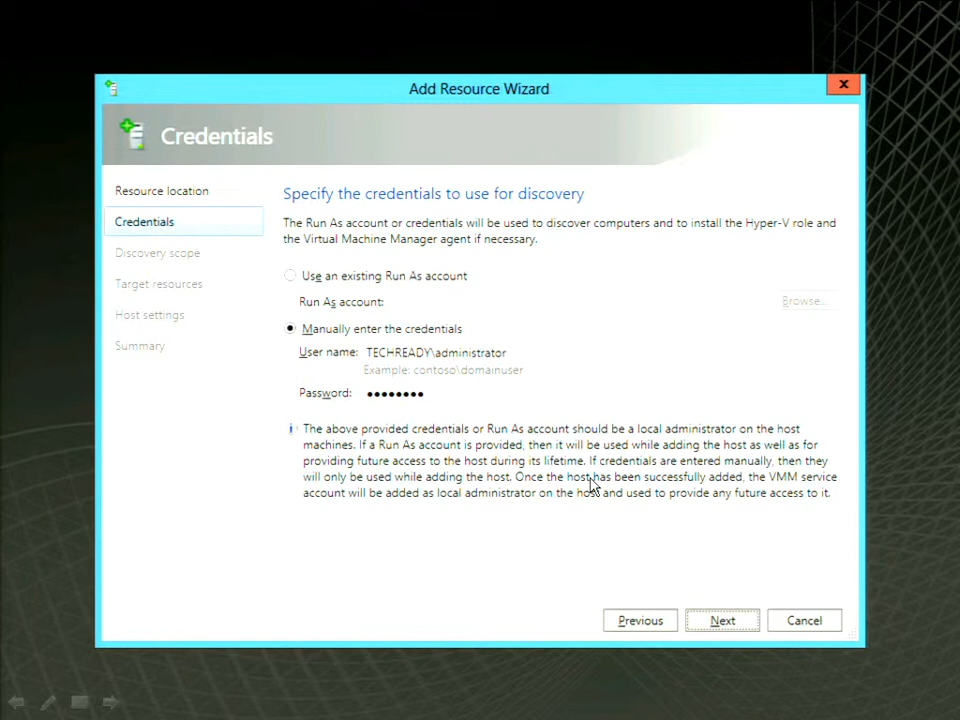 Add Resource Wizard
x
Credentials
Resource location
Credentials
Discovery scope
Target resources
Host settings
Summary
Specify the credentials to use for discovery
The Run As account or credentials will be used to discover computers and to install the Hyper-V role and
the Virtual Machine Manager agent if necessary.
Use an existing Run As account
Run As account:
Browse...
Manually enter the credentials
User name: TECHREADY\administrator
Example: contoso\domainuser
Password: ●●●●●●●●
i The above provided credentials or Run As account should be a local administrator on the host
machines. If a Run As account is provided, then it will be used while adding the host as well as for
providing future access to the host during its lifetime. If credentials are entered manually, then they
will only be used while adding the host. Once the host has been successfully added, the VMM service
account will be added as local administrator on the host and used to provide any future access to it.
Previous
Next
Cancel